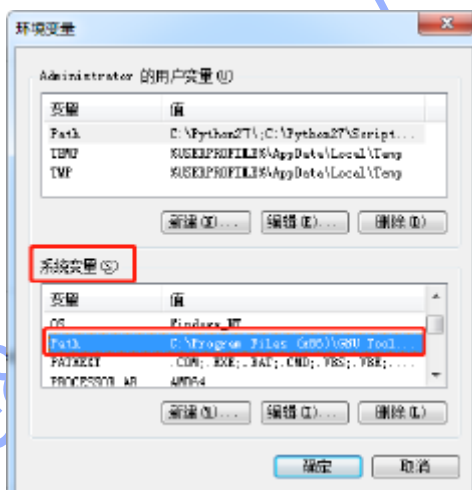 环境变量
Administrator 的用户变量(U)
变量 值
Path C:\Python27\;C:\Python27\Script...
TEMP %USERPROFILE%\AppData\Local\Temp
TMP %USERPROFILE%\AppData\Local\Temp
新建(N)... 编辑(E)... 删除(D)
系统变量(S)
变量 值
OS Windows_NT
Path C:\Program Files (x86)\GNU Tool...
PATHEXT .COM;.EXE;.BAT;.CMD;.VBS;.VBE;....
PROCESSOR_AR AMD64
新建(W)... 编辑(I)... 删除(L)
确定 取消